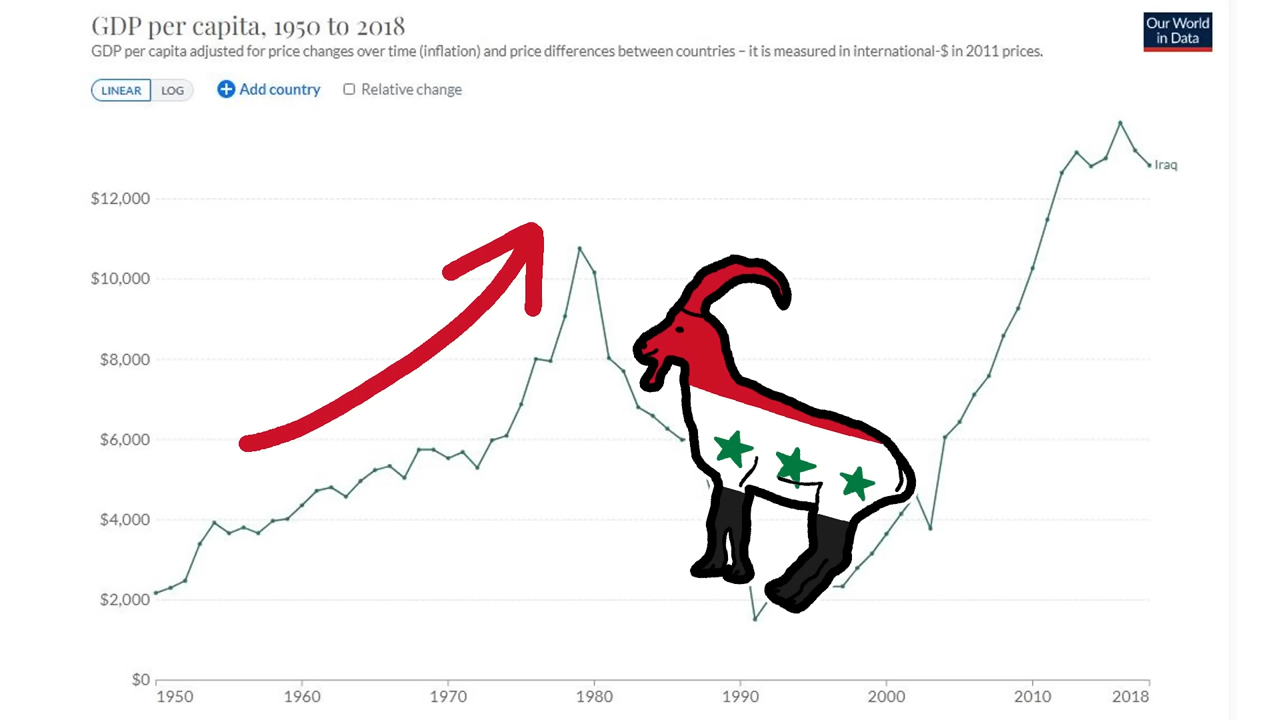 GDP per capita, 1950 to 2018
GDP per capita adjusted for price changes over time (inflation) and price differences between countries – it is measured in international-$ in 2011 prices.
Our World
in Data
LINEAR LOG Add country Relative change
Iraq
$12,000
$10,000
$8,000
$6,000
$4,000
$2,000
$0
1950 1960 1970 1980 1990 2000 2010 2018